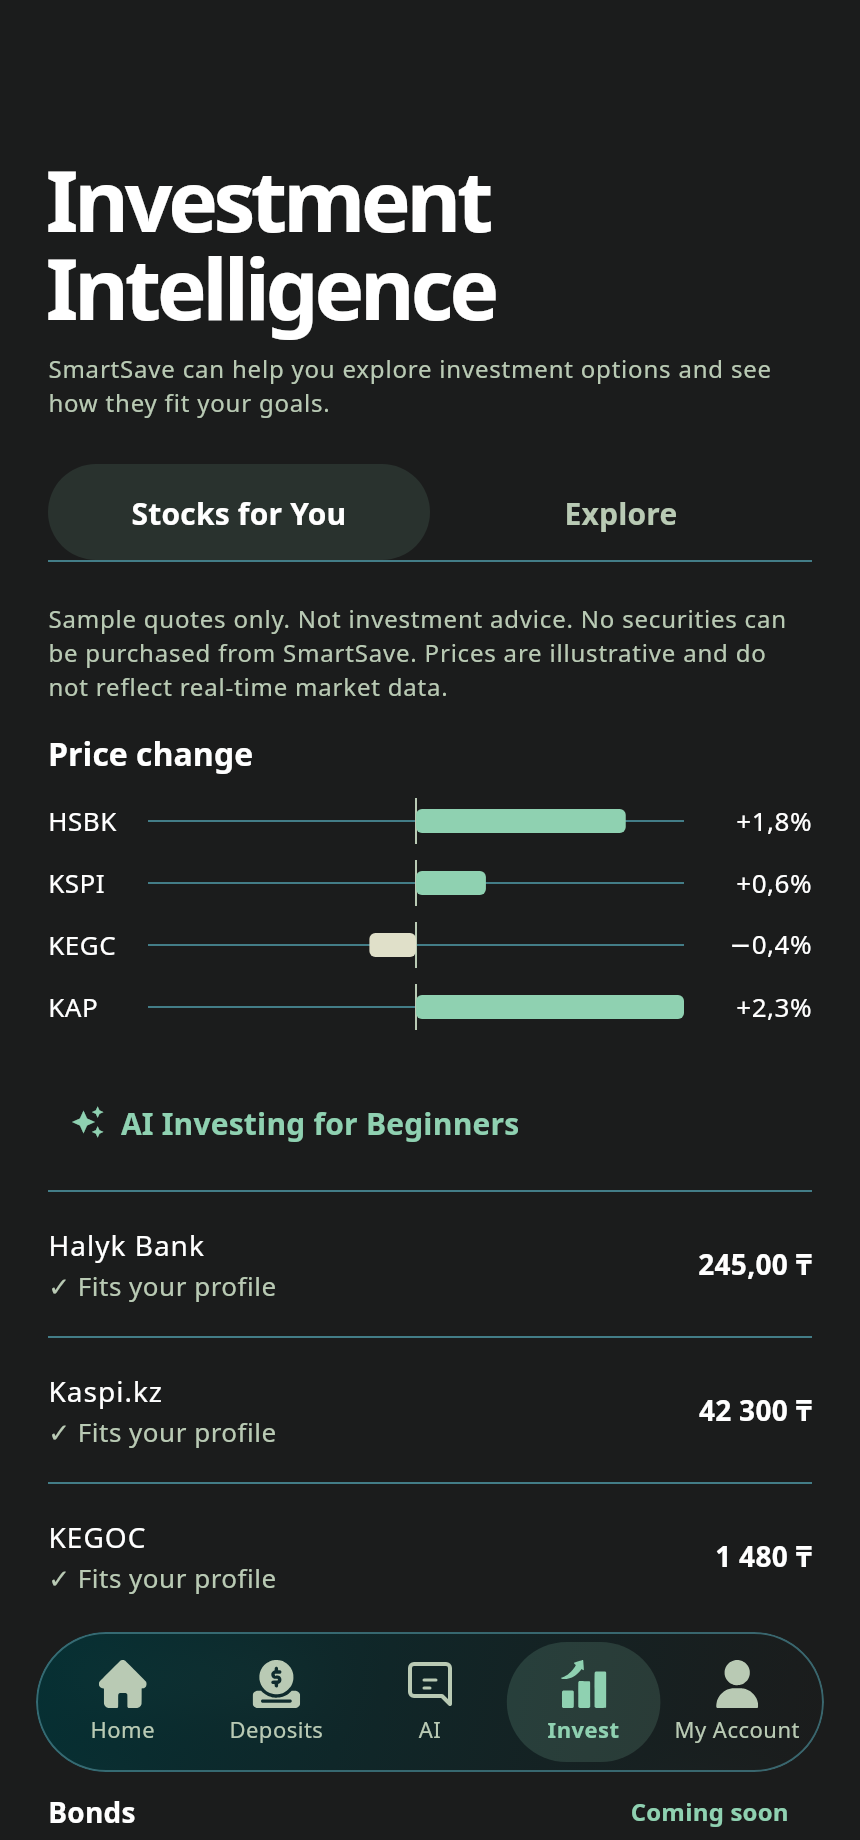 Investment
Intelligence
SmartSave can help you explore investment options and see
how they fit your goals.
Stocks for You
Explore
Sample quotes only. Not investment advice. No securities can
be purchased from SmartSave. Prices are illustrative and do
not reflect real-time market data.
Price change
HSBK +1,8%
KSPI +0,6%
KEGC −0,4%
KAP +2,3%
AI Investing for Beginners
Halyk Bank
✓ Fits your profile
245,00 ₸
Kaspi.kz
✓ Fits your profile
42 300 ₸
KEGOC
✓ Fits your profile
1 480 ₸
Home
Deposits
AI
Invest
My Account
Bonds
Coming soon